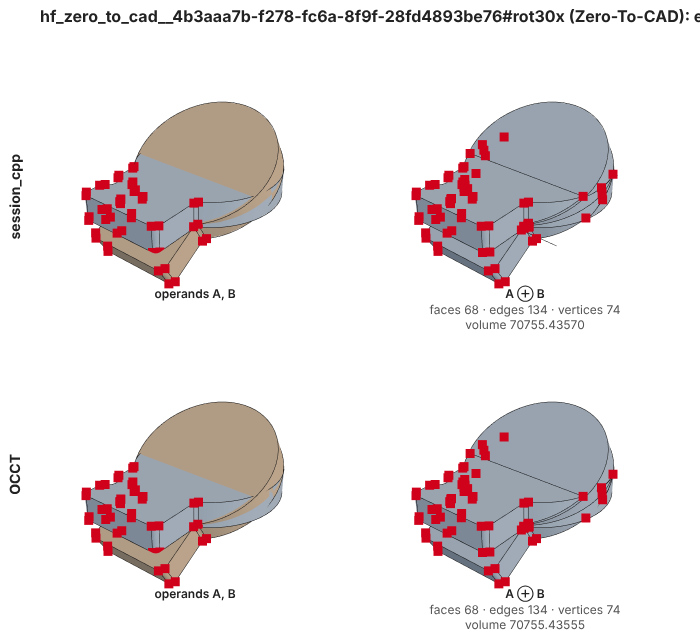 hf_zero_to_cad__4b3aaa7b-f278-fc6a-8f9f-28fd4893be76#rot30x (Zero-To-CAD):
session_cpp
operands A, B
A ⊕ B
faces 68 · edges 134 · vertices 74
volume 70755.43570
OCCT
operands A, B
A ⊕ B
faces 68 · edges 134 · vertices 74
volume 70755.43555